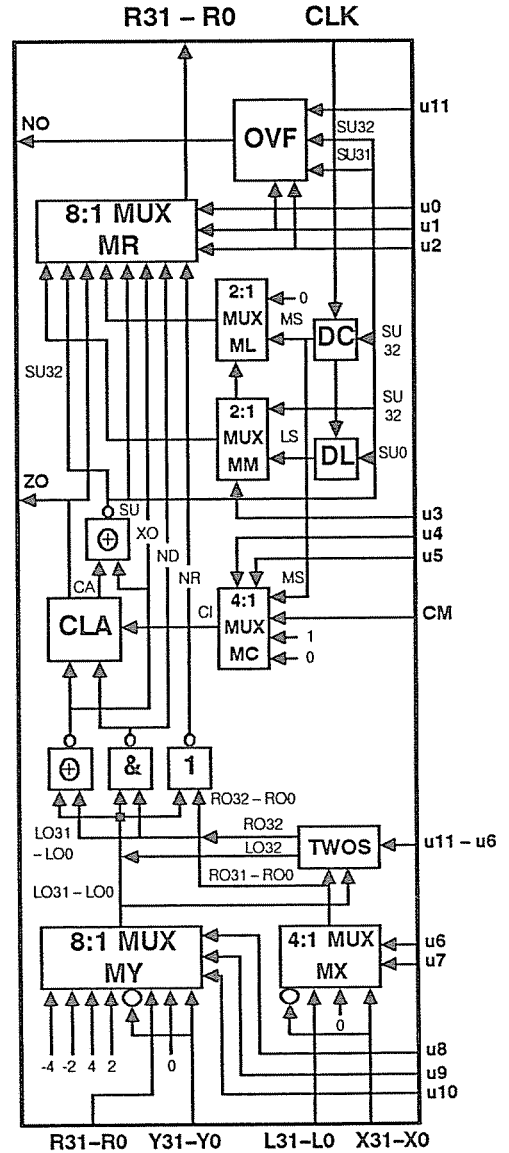 R31 – R0 CLK
u11
NO
OVF
SU32
SU31
8:1 MUX
MR
u0
u1
u2
2:1
MUX
ML
0
MS
DC
SU
32
SU32
2:1
MUX
MM
SU
32
LS
DL
SU0
ZO
SU
u3
⊕
XO
u4
ND
u5
NR
CA
MS
CLA
CI
4:1
MUX
MC
CM
1
0
⊕
&
1
RO32 – RO0
LO31
– LO0
RO32
LO32
TWOS
u11 – u6
RO31 – RO0
LO31 – LO0
8:1 MUX
MY
4:1 MUX
MX
u6
u7
0
-4 -2 4 2 0
u8
u9
u10
R31–R0 Y31–Y0 L31–L0 X31–X0